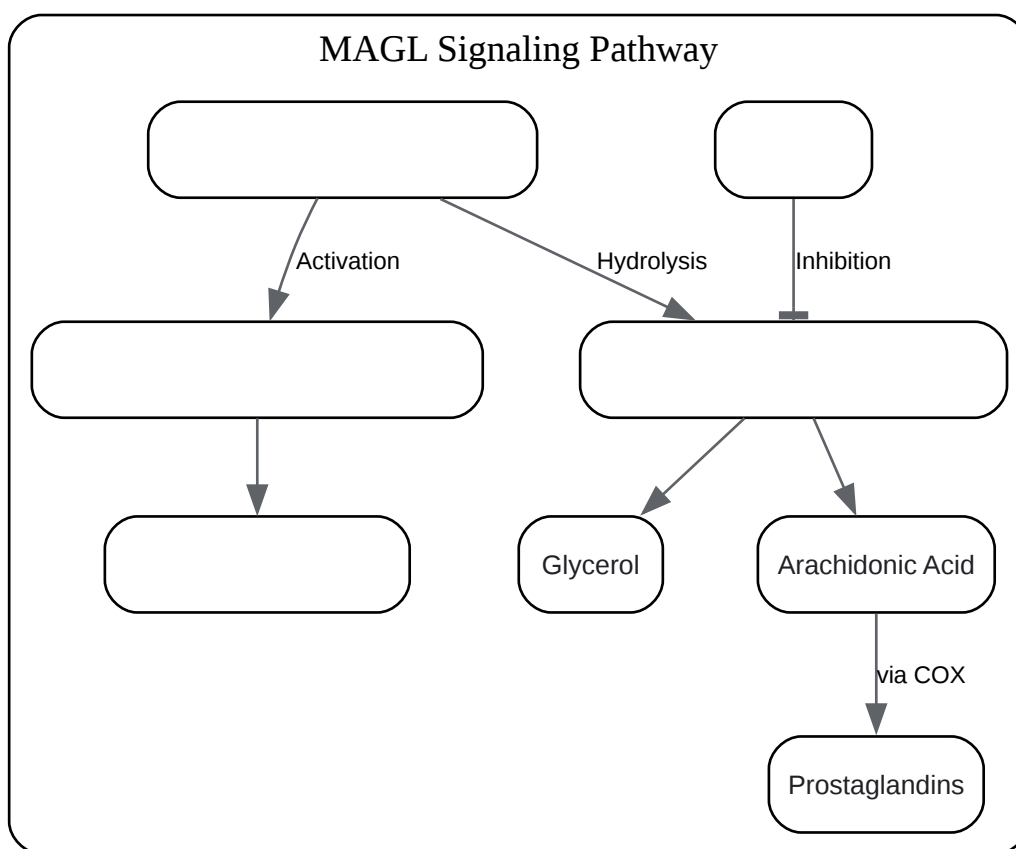 MAGL Signaling Pathway
Activation
Hydrolysis
Inhibition
Glycerol
Arachidonic Acid
via COX
Prostaglandins